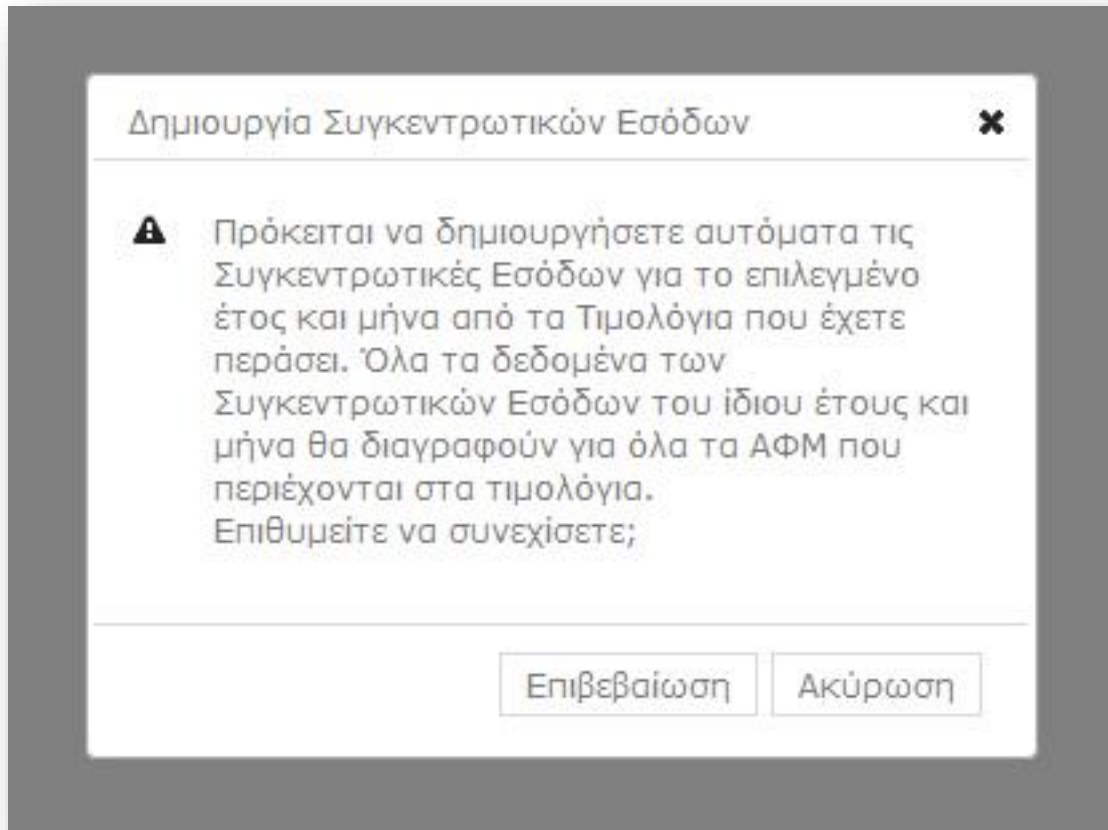 Δημιουργία Συγκεντρωτικών Εσόδων
Πρόκειται να δημιουργήσετε αυτόματα τις
Συγκεντρωτικές Εσόδων για το επιλεγμένο
έτος και μήνα από τα Τιμολόγια που έχετε
περάσει. Όλα τα δεδομένα των
Συγκεντρωτικών Εσόδων του ίδιου έτους και
μήνα θα διαγραφούν για όλα τα ΑΦΜ που
περιέχονται στα τιμολόγια.
Επιθυμείτε να συνεχίσετε;
Επιβεβαίωση Ακύρωση